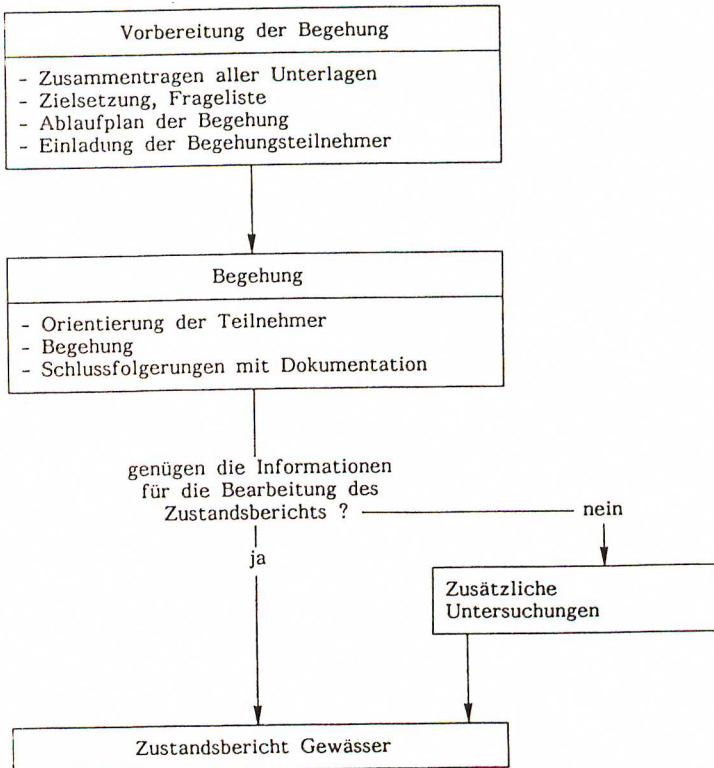 Vorbereitung der Begehung
- Zusammentragen aller Unterlagen
- Zielsetzung, Frageliste
- Ablaufplan der Begehung
- Einladung der Begehungsteilnehmer
Begehung
- Orientierung der Teilnehmer
- Begehung
- Schlussfolgerungen mit Dokumentation
genügen die Informationen
für die Bearbeitung des
Zustandsberichts ?
nein
ja
Zusätzliche
Untersuchungen
Zustandsbericht Gewässer